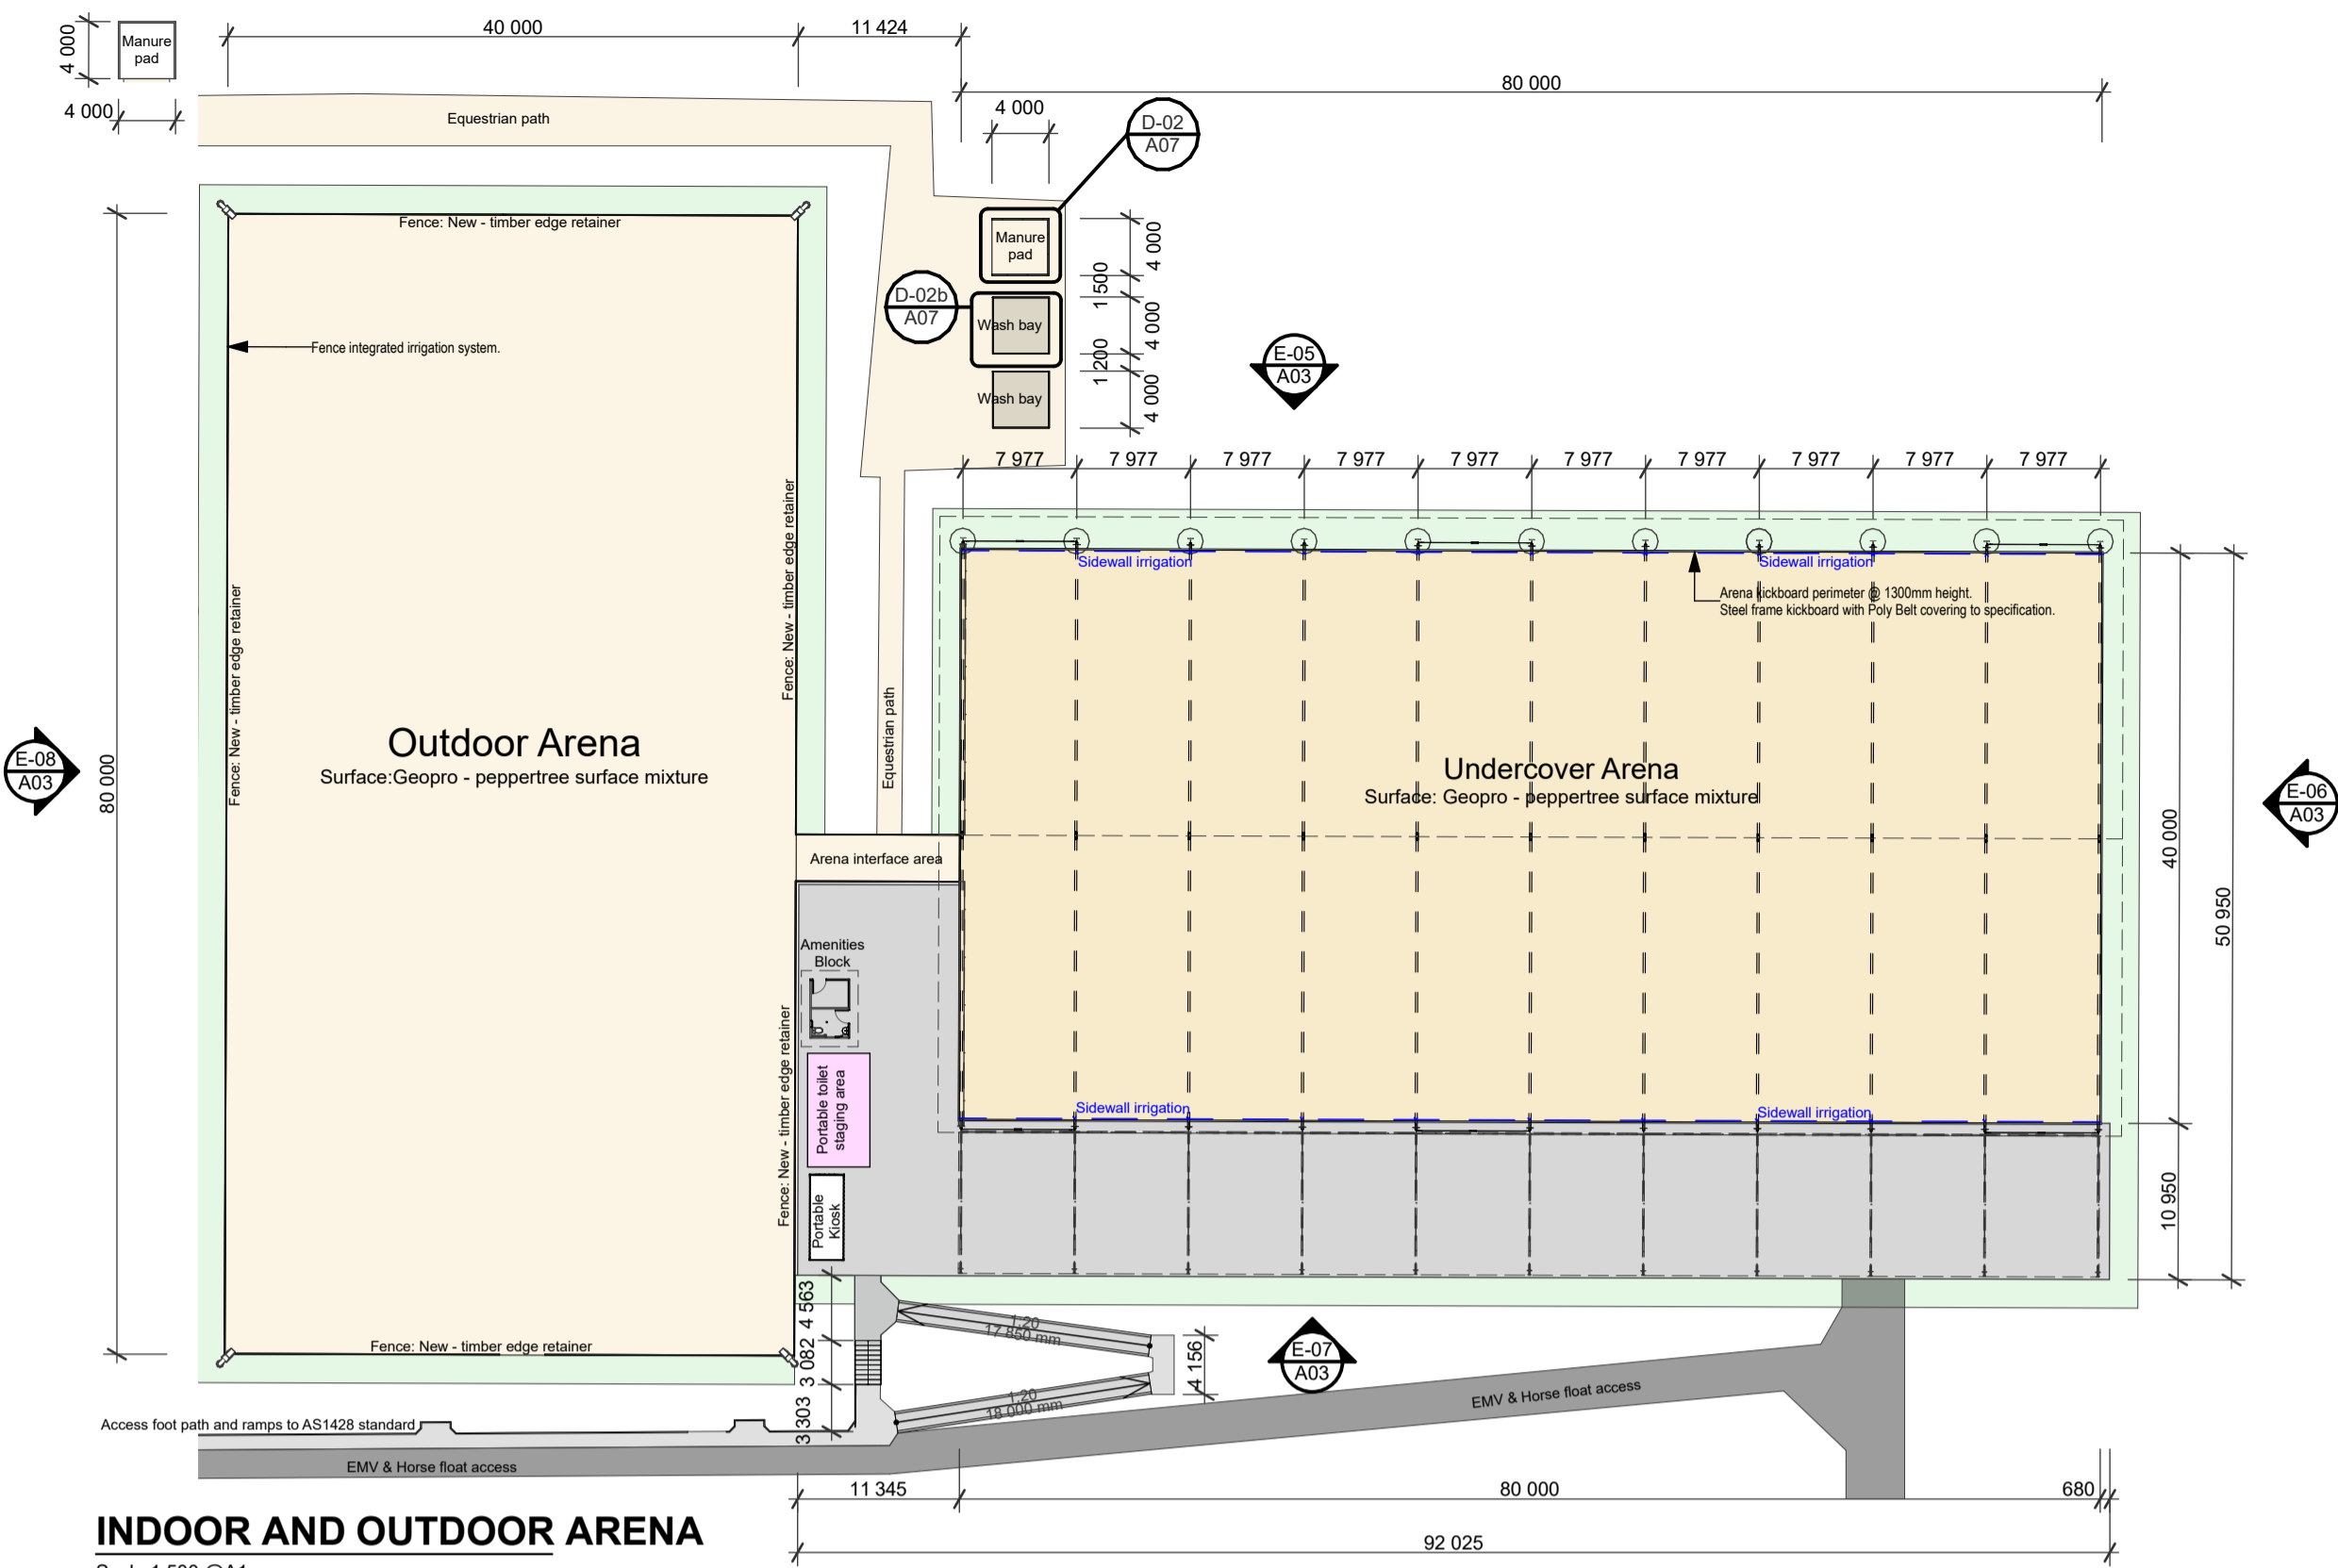 40 000
11 424
4 000
Manure
pad
80 000
4 000
4 000
D-02
A07
Equestrian path
Fence: New - timber edge retainer
Manure
pad
4 000
1 500
D-02b
A07
Wash bay
4 000
1 200
Wash bay
4 000
Fence integrated irrigation system.
E-05
A03
7 977
7 977
7 977
7 977
7 977
7 977
7 977
7 977
7 977
7 977
Sidewall irrigation
Sidewall irrigation
Arena kickboard perimeter @ 1300mm height.
Steel frame kickboard with Poly Belt covering to specification.
Fence: New - timber edge retainer
Fence: New - timber edge retainer
Equestrian path
Outdoor Arena
Surface:Geopro - peppertree surface mixture
Undercover Arena
Surface: Geopro - peppertree surface mixture
E-08
A03
80 000
E-06
A03
40 000
50 950
Arena interface area
Amenities
Block
Fence: New - timber edge retainer
Portable toilet
staging area
Sidewall irrigation
Sidewall irrigation
Portable
Kiosk
10 950
4 563
1:20
17 850 mm
3 082
4 156
E-07
A03
Fence: New - timber edge retainer
1:20
18 000 mm
3 303
EMV & Horse float access
Access foot path and ramps to AS1428 standard
EMV & Horse float access
11 345
80 000
680
INDOOR AND OUTDOOR ARENA
92 025